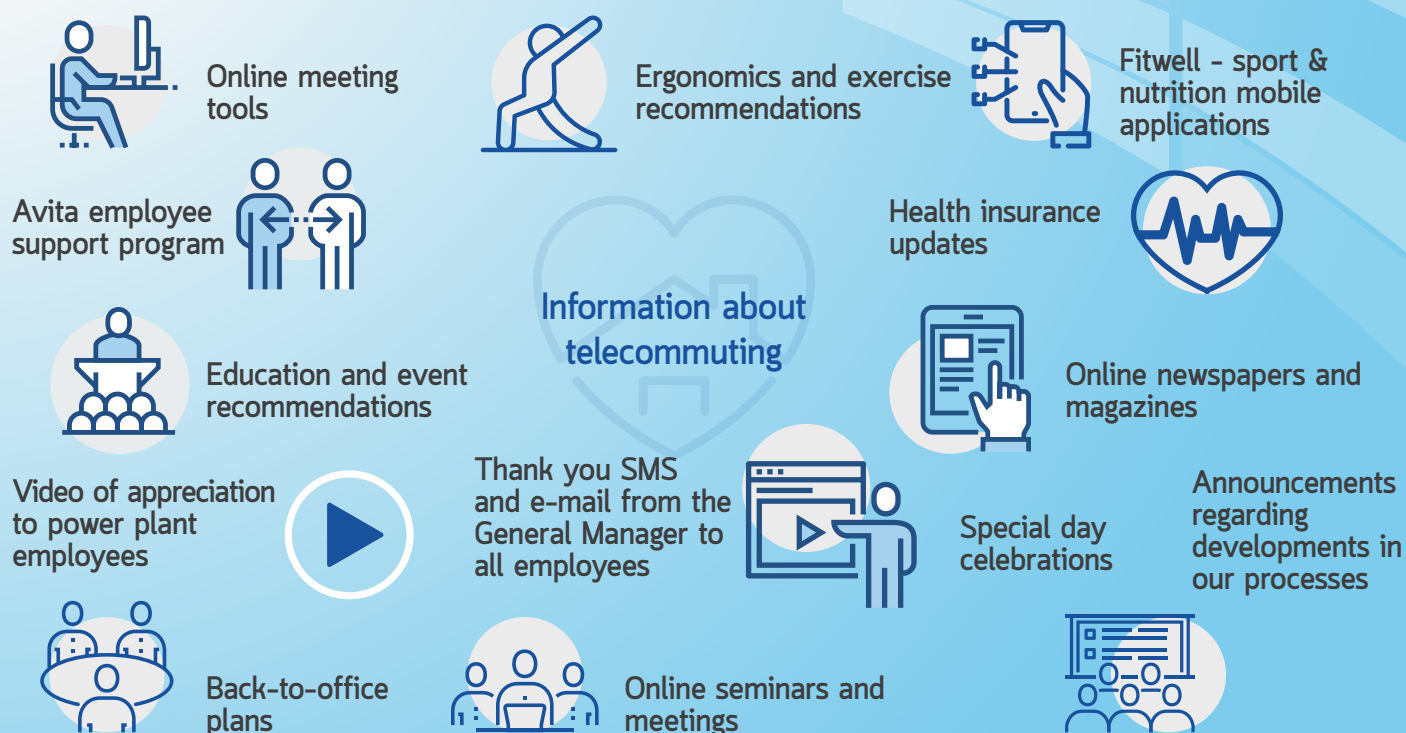 Online meeting
tools
Ergonomics and exercise
recommendations
Fitwell - sport &
nutrition mobile
applications
Avita employee
support program
Health insurance
updates
Information about
telecommuting
Education and event
recommendations
Online newspapers and
magazines
Video of appreciation
to power plant
employees
Thank you SMS
and e-mail from the
General Manager to
all employees
Special day
celebrations
Announcements
regarding
developments in
our processes
Back-to-office
plans
Online seminars and
meetings